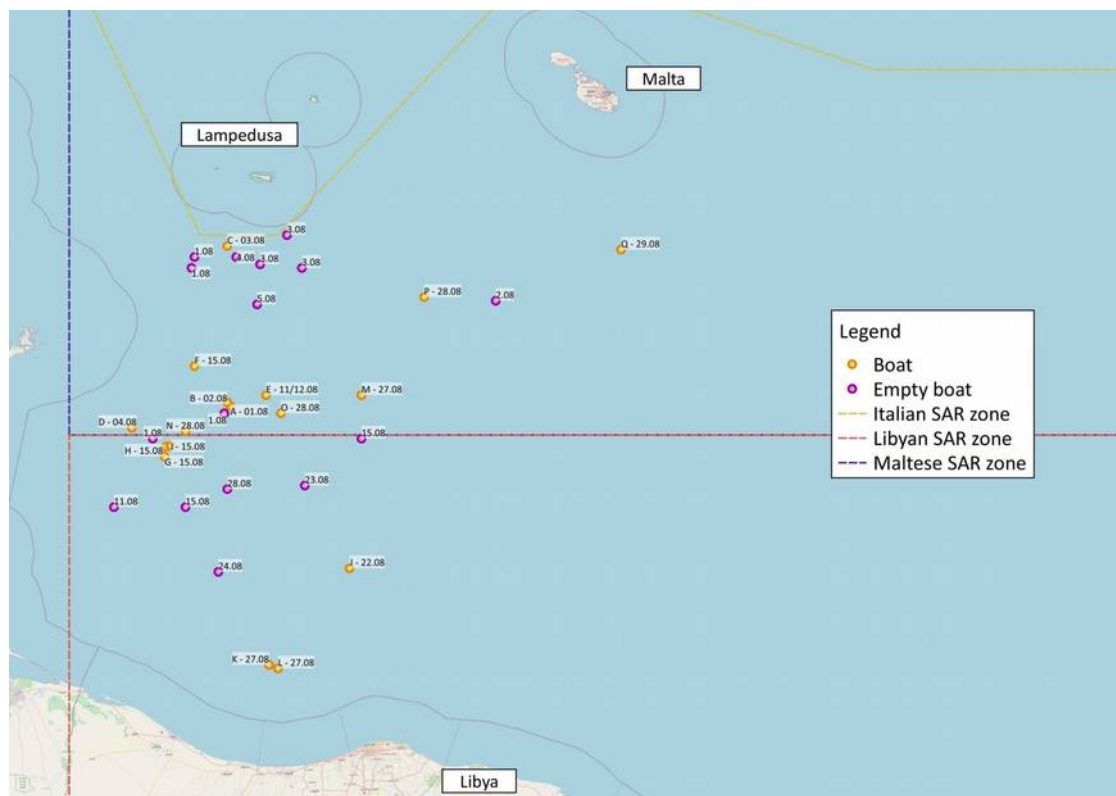 Malta
Lampedusa
3.08
C - 03.08
Q - 29.08
1.08
4.08
3.08
3.08
1.08
P - 28.08
2.08
5.08
F - 15.08
Legend
Boat
Empty boat
Italian SAR zone
Libyan SAR zone
Maltese SAR zone
E - 11/12.08
M - 27.08
B - 02.08
A - 01.08
O - 28.08
1.08
D - 04.08
N - 28.08
1.08
15.08
- 15.08
H - 15.08
G - 15.08
28.08
23.08
11.08
15.08
24.08
- 22.08
K - 27.08
L - 27.08
Libya